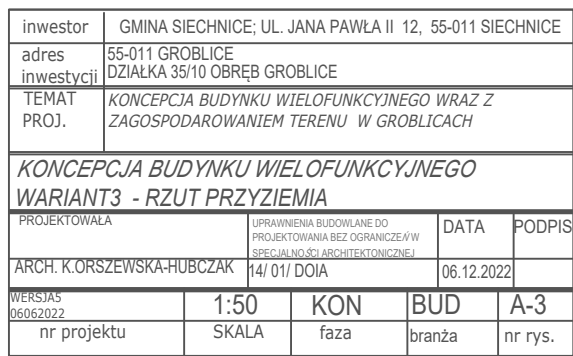 inwestor GMINA SIECHNICE; UL. JANA PAWŁA II 12, 55-011 SIECHNICE
adres inwestycji 55-011 GROBLICE
DZIAŁKA 35/10 OBRĘB GROBLICE
TEMAT PROJ. KONCEPCJA BUDYNKU WIELOFUNKCYJNEGO WRAZ Z
ZAGOSPODAROWANIEM TERENU W GROBLICACH
KONCEPCJA BUDYNKU WIELOFUNKCYJNEGO
WARIANT3 - RZUT PRZYZIEMIA
PROJEKTOWAŁA UPRAWNIENIA BUDOWLANE DO
PROJEKTOWANIA BEZ OGRANICZEŃ W
SPECJALNOŚCI ARCHITEKTONICZNEJ DATA PODPIS
ARCH. K.ORSZEWSKA-HUBCZAK 14/ 01/ DOIA 06.12.2022
WERSJA5
06062022 1:50 KON BUD A-3
nr projektu SKALA faza branża nr rys.